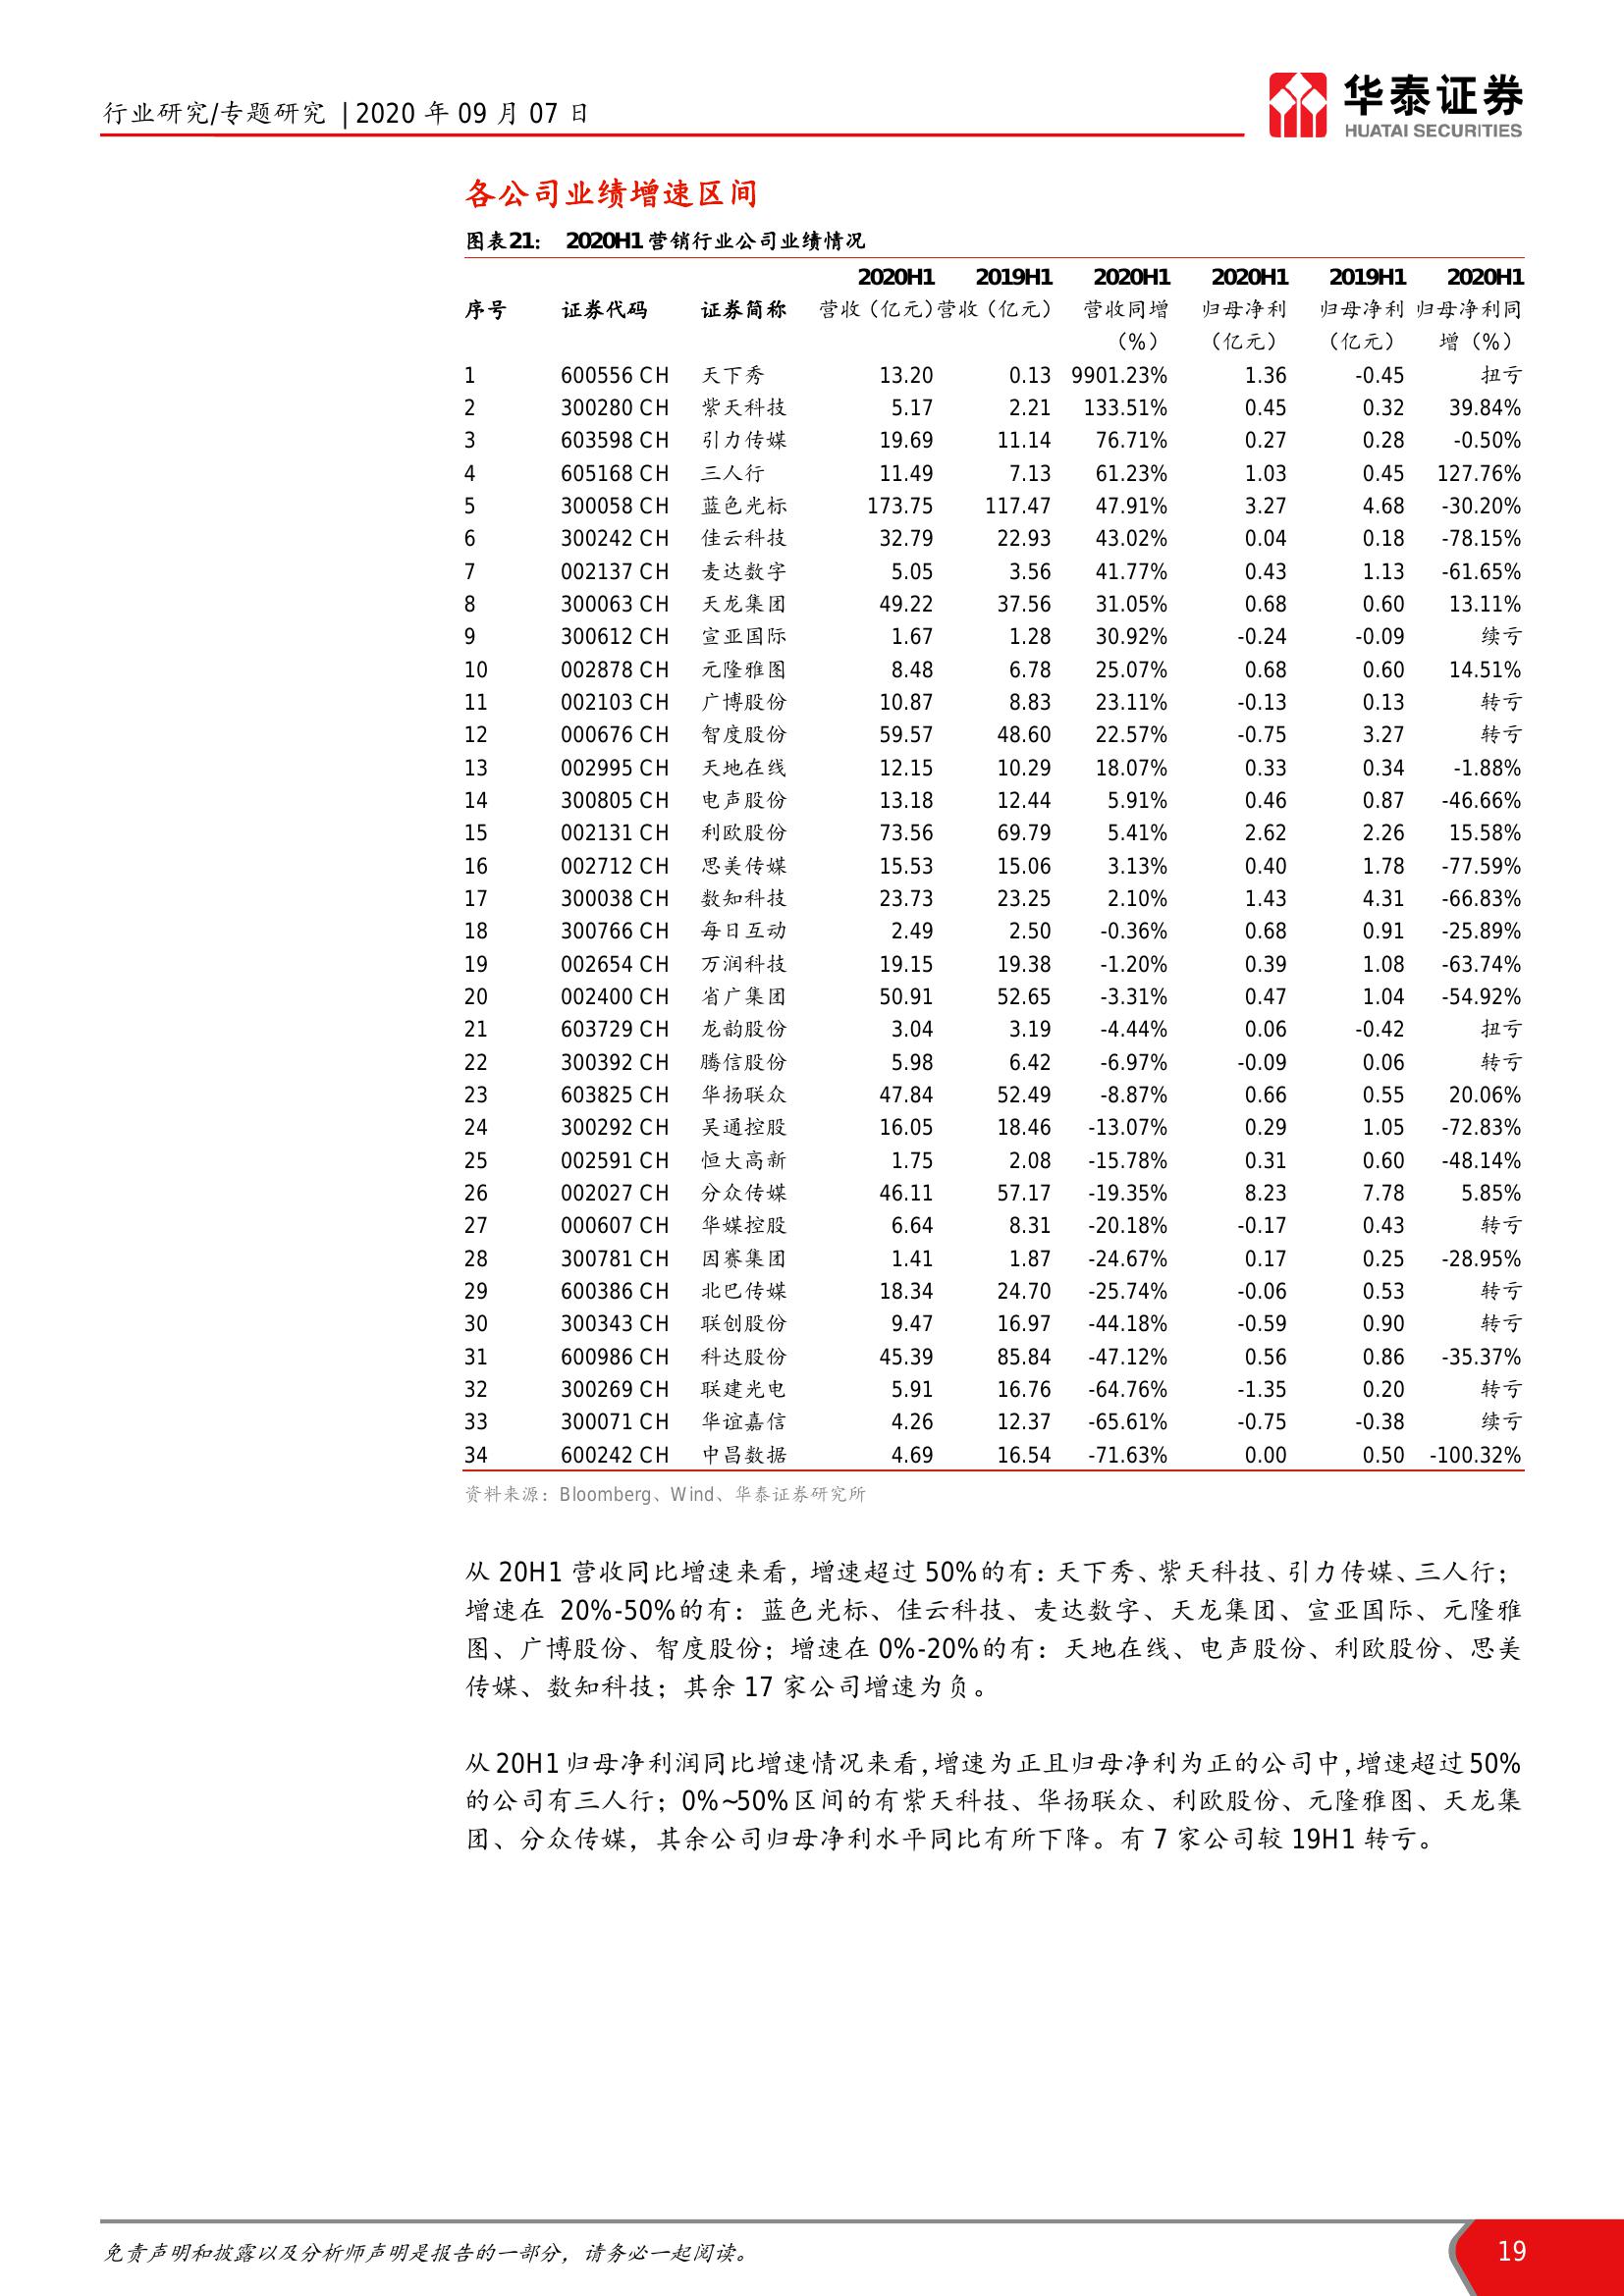 行业研究/专题研究 | 2020 年 09 月 07 日
华泰证券
HUATAI SECURITIES
各公司业绩增速区间
图表21： 2020H1 营销行业公司业绩情况
2020H1 2019H1 2020H1 2020H1 2019H1 2020H1
序号 证券代码 证券简称 营收（亿元） 营收（亿元） 营收同增 归母净利 归母净利 归母净利同
（%） （亿元） （亿元） 增（%）
1 600556 CH 天下秀 13.20 0.13 9901.23% 1.36 -0.45 扭亏
2 300280 CH 紫天科技 5.17 2.21 133.51% 0.45 0.32 39.84%
3 603598 CH 引力传媒 19.69 11.14 76.71% 0.27 0.28 -0.50%
4 605168 CH 三人行 11.49 7.13 61.23% 1.03 0.45 127.76%
5 300058 CH 蓝色光标 173.75 117.47 47.91% 3.27 4.68 -30.20%
6 300242 CH 佳云科技 32.79 22.93 43.02% 0.04 0.18 -78.15%
7 002137 CH 麦达数字 5.05 3.56 41.77% 0.43 1.13 -61.65%
8 300063 CH 天龙集团 49.22 37.56 31.05% 0.68 0.60 13.11%
9 300612 CH 宣亚国际 1.67 1.28 30.92% -0.24 -0.09 续亏
10 002878 CH 元隆雅图 8.48 6.78 25.07% 0.68 0.60 14.51%
11 002103 CH 广博股份 10.87 8.83 23.11% -0.13 0.13 转亏
12 000676 CH 智度股份 59.57 48.60 22.57% -0.75 3.27 转亏
13 002995 CH 天地在线 12.15 10.29 18.07% 0.33 0.34 -1.88%
14 300805 CH 电声股份 13.18 12.44 5.91% 0.46 0.87 -46.66%
15 002131 CH 利欧股份 73.56 69.79 5.41% 2.62 2.26 15.58%
16 002712 CH 思美传媒 15.53 15.06 3.13% 0.40 1.78 -77.59%
17 300038 CH 数知科技 23.73 23.25 2.10% 1.43 4.31 -66.83%
18 300766 CH 每日互动 2.49 2.50 -0.36% 0.68 0.91 -25.89%
19 002654 CH 万润科技 19.15 19.38 -1.20% 0.39 1.08 -63.74%
20 002400 CH 省广集团 50.91 52.65 -3.31% 0.47 1.04 -54.92%
21 603729 CH 龙韵股份 3.04 3.19 -4.44% 0.06 -0.42 扭亏
22 300392 CH 腾信股份 5.98 6.42 -6.97% -0.09 0.06 转亏
23 603825 CH 华扬联众 47.84 52.49 -8.87% 0.66 0.55 20.06%
24 300292 CH 吴通控股 16.05 18.46 -13.07% 0.29 1.05 -72.83%
25 002591 CH 恒大高新 1.75 2.08 -15.78% 0.31 0.60 -48.14%
26 002027 CH 分众传媒 46.11 57.17 -19.35% 8.23 7.78 5.85%
27 000607 CH 华媒控股 6.64 8.31 -20.18% -0.17 0.43 转亏
28 300781 CH 因赛集团 1.41 1.87 -24.67% 0.17 0.25 -28.95%
29 600386 CH 北巴传媒 18.34 24.70 -25.74% -0.06 0.53 转亏
30 300343 CH 联创股份 9.47 16.97 -44.18% -0.59 0.90 转亏
31 600986 CH 科达股份 45.39 85.84 -47.12% 0.56 0.86 -35.37%
32 300269 CH 联建光电 5.91 16.76 -64.76% -1.35 0.20 转亏
33 300071 CH 华谊嘉信 4.26 12.37 -65.61% -0.75 -0.38 续亏
34 600242 CH 中昌数据 4.69 16.54 -71.63% 0.00 0.50 -100.32%
资料来源：Bloomberg、Wind、华泰证券研究所
从 20H1 营收同比增速来看，增速超过 50%的有：天下秀、紫天科技、引力传媒、三人行；
增速在 20%-50%的有：蓝色光标、佳云科技、麦达数字、天龙集团、宣亚国际、元隆雅
图、广博股份、智度股份；增速在 0%-20%的有：天地在线、电声股份、利欧股份、思美
传媒、数知科技；其余 17 家公司增速为负。
从 20H1 归母净利润同比增速情况来看，增速为正且归母净利为正的公司中，增速超过 50%
的公司有三人行；0%~50%区间的有紫天科技、华扬联众、利欧股份、元隆雅图、天龙集
团、分众传媒，其余公司归母净利水平同比有所下降。有 7 家公司较 19H1 转亏。
免责声明和披露以及分析师声明是报告的一部分，请务必一起阅读。
19